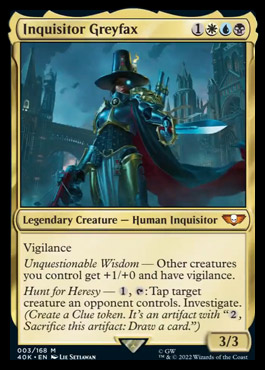 Inquisitor Greyfax 1
Legendary Creature — Human Inquisitor
Vigilance
Unquestionable Wisdom — Other creatures
you control get +1/+0 and have vigilance.
Hunt for Heresy — 1, : Tap target
creature an opponent controls. Investigate.
(Create a Clue token. It's an artifact with “2,
Sacrifice this artifact: Draw a card.”)
3/3
003/168 M
40K • EN Lie Setiawan
© GW
™ & © 2022 Wizards of the Coast